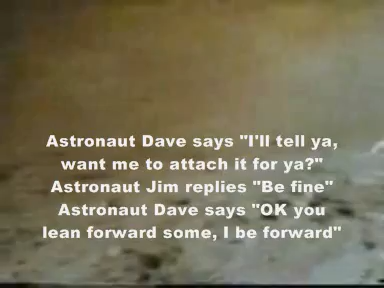 Astronaut Dave says "I'll tell ya,
want me to attach it for ya?"
Astronaut Jim replies "Be fine"
Astronaut Dave says "OK you
lean forward some, I be forward"